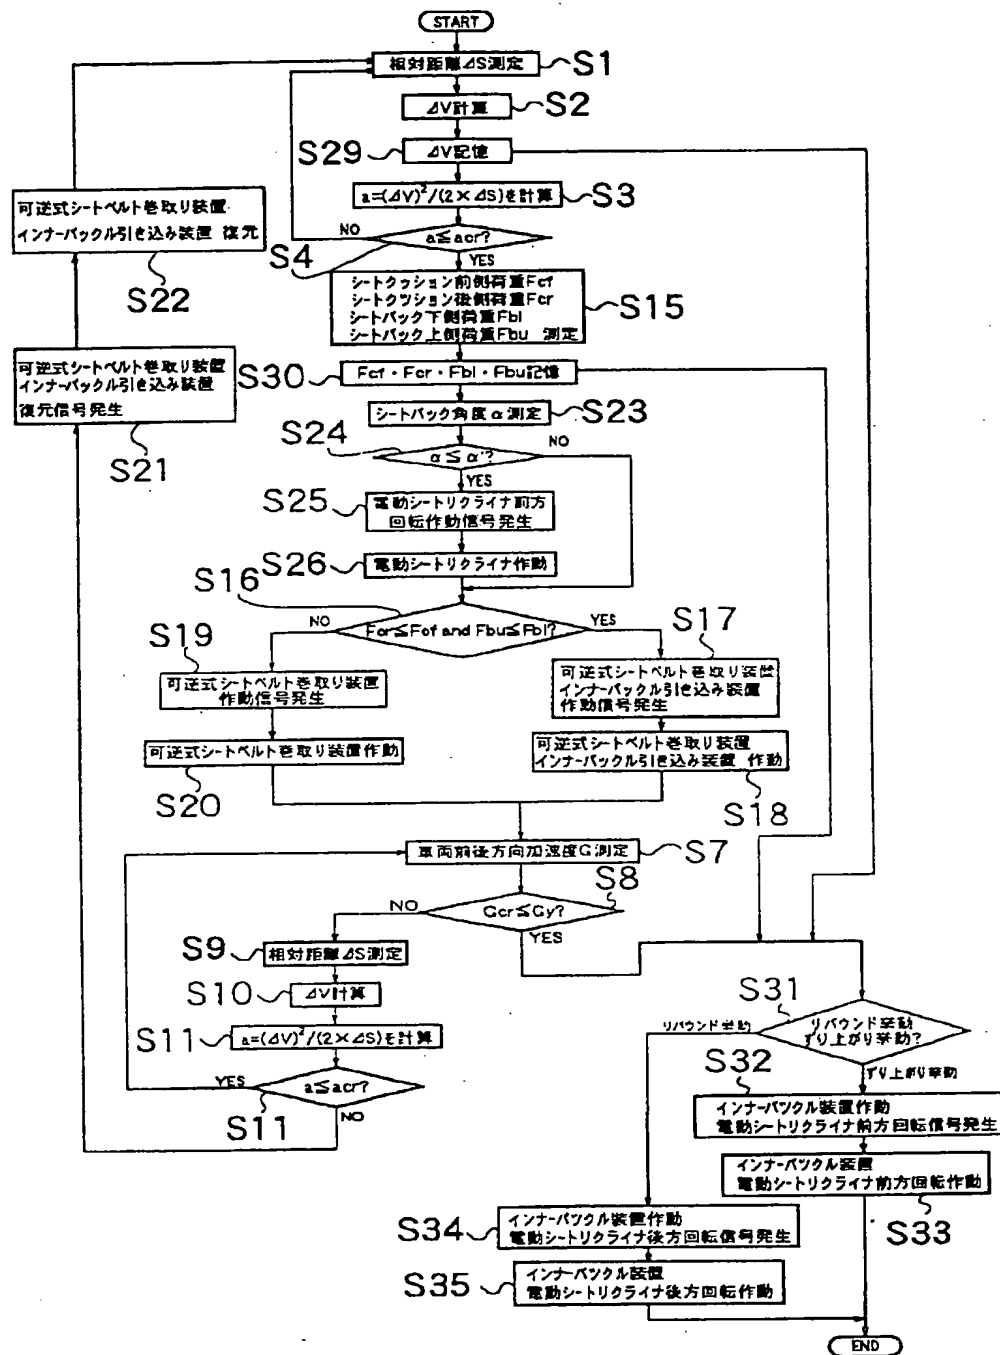 START
相対距離⊿S測定
S1
⊿V計算
S2
S29
⊿V記憶
a=(⊿V)²/(2×⊿S)を計算
S3
可逆式シートベルト巻取り装置
インナーバックル引き込み装置 復元
S22
NO
a≦acr?
S4
YES
シートクッション前側荷重Fcf
シートクッション後側荷重Fcr
シートバック下側荷重Fbl
シートバック上側荷重Fbu 測定
S15
可逆式シートベルト巻取り装置
インナーバックル引き込み装置
復元信号発生
S21
S30
Fcf・Fcr・Fbl・Fbu記憶
シートバック角度α測定
S23
S24
α≦α'?
NO
YES
S25
電動シートリクライナ前方
回転作動信号発生
S26
電動シートリクライナ作動
S16
NO
Fcr≦Fcf and Fbu≦Fbl?
YES
S17
S19
可逆式シートベルト巻取り装置
作動信号発生
可逆式シートベルト巻取り装置
インナーバックル引き込み装置
作動信号発生
可逆式シートベルト巻取り装置作動
S20
可逆式シートベルト巻取り装置
インナーバックル引き込み装置 作動
S18
車両前後方向加速度G測定
S7
S8
NO
Gcr≦Gy?
YES
S9
相対距離⊿S測定
S10
⊿V計算
S11
a=(⊿V)²/(2×⊿S)を計算
YES
a≦acr?
S11
NO
S31
リバウンド挙動
リバウンド挙動
ずり上がり挙動?
ずり上がり挙動
S32
インナーバックル装置作動
電動シートリクライナ前方回転信号発生
インナーバックル装置
電動シートリクライナ前方回転作動
S33
S34
インナーバックル装置作動
電動シートリクライナ後方回転信号発生
S35
インナーバックル装置
電動シートリクライナ後方回転作動
END